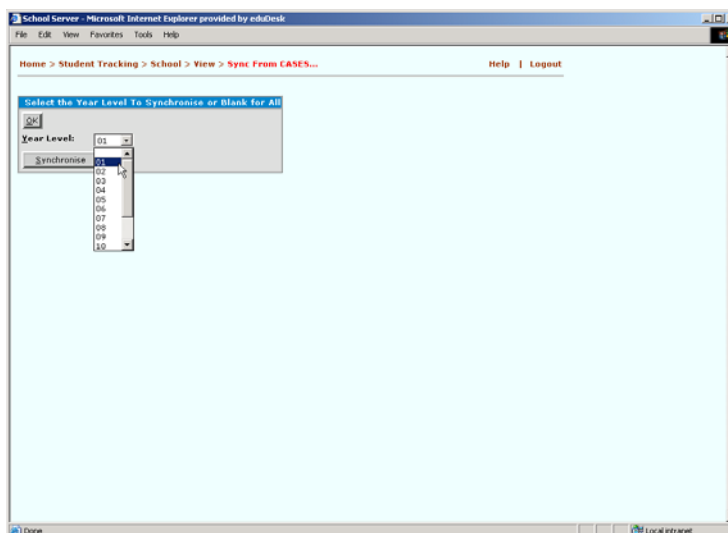 School Server - Microsoft Internet Explorer provided by eduDesk
File Edit View Favorites Tools Help
Home > Student Tracking > School > View > Sync From CASES... Help | Logout
Select the Year Level To Synchronise or Blank for All
OK
Year Level: 01
Synchronise
01
02
03
04
05
06
07
08
09
10
Done Local intranet